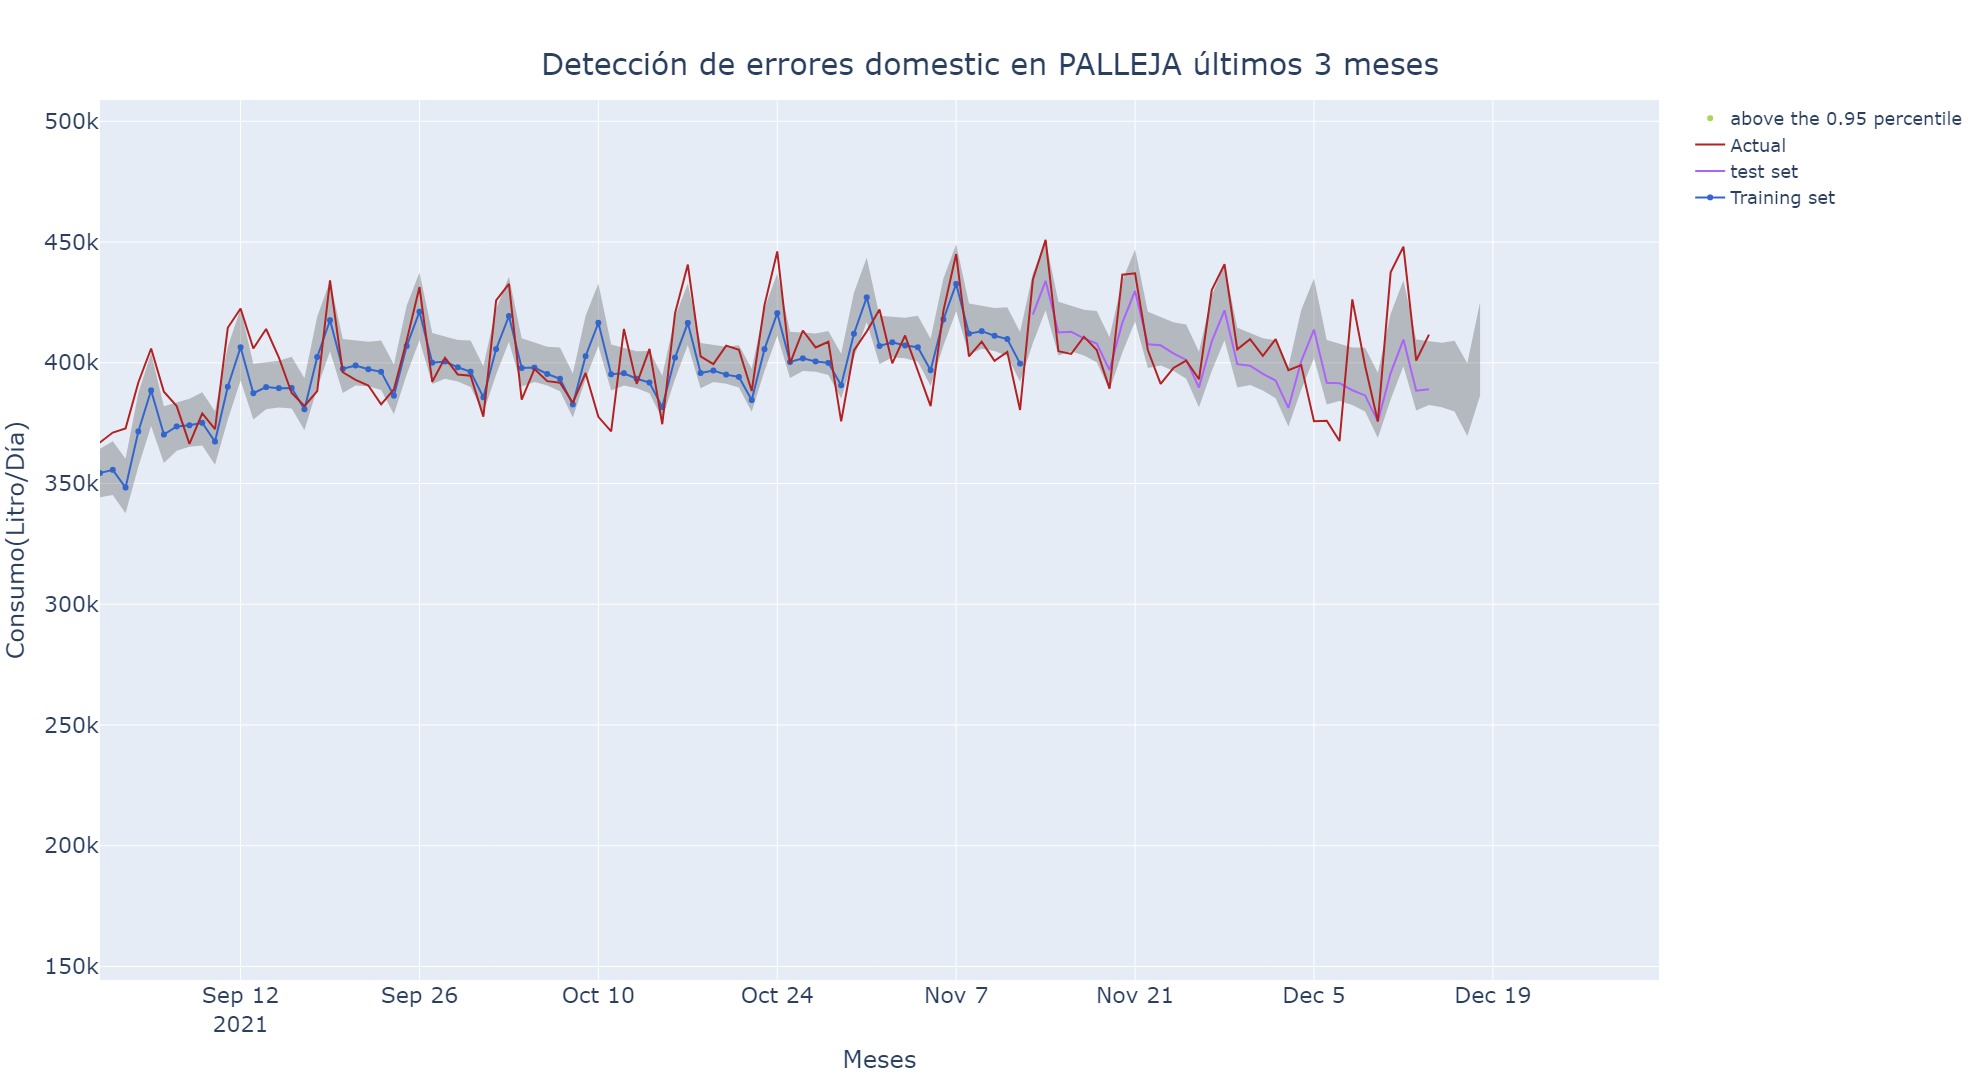 Detección de errores domestic en PALLEJA últimos 3 meses
above the 0.95 percentile
Actual
test set
Training set
500k
450k
400k
350k
300k
250k
200k
150k
Consumo(Litro/Día)
Sep 12
2021
Sep 26
Oct 10
Oct 24
Nov 7
Nov 21
Dec 5
Dec 19
Meses